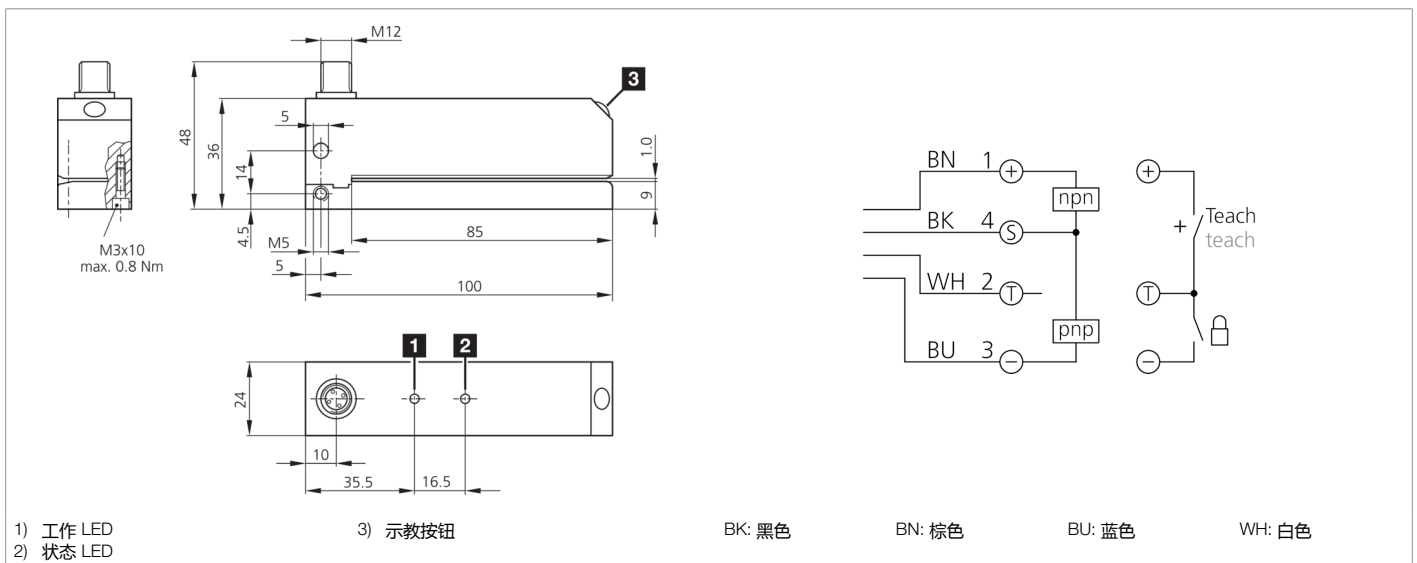 M12
3
48
36
5
14
4.5
M5
5
1.0
9
85
100
M3x10
max. 0.8 Nm
1
2
24
10
35.5
16.5
BN 1 +
npn
BK 4 S
WH 2 T
pnp
BU 3 −
+
+ Teach
teach
T
−
1) 工作 LED
2) 状态 LED
3) 示教按钮
BK: 黑色
BN: 棕色
BU: 蓝色
WH: 白色